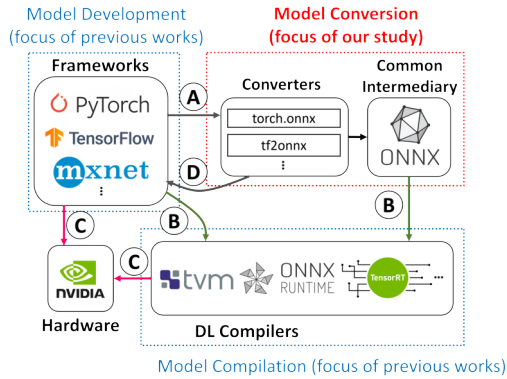 Model Development
(focus of previous works)
Model Conversion
(focus of our study)
Frameworks
PyTorch
TensorFlow
mxnet
⋮
A
D
Converters
torch.onnx
tf2onnx
⋮
Common
Intermediary
ONNX
C
B
B
NVIDIA
Hardware
C
tvm
ONNX
RUNTIME
TensorRT
...
DL Compilers
Model Compilation (focus of previous works)